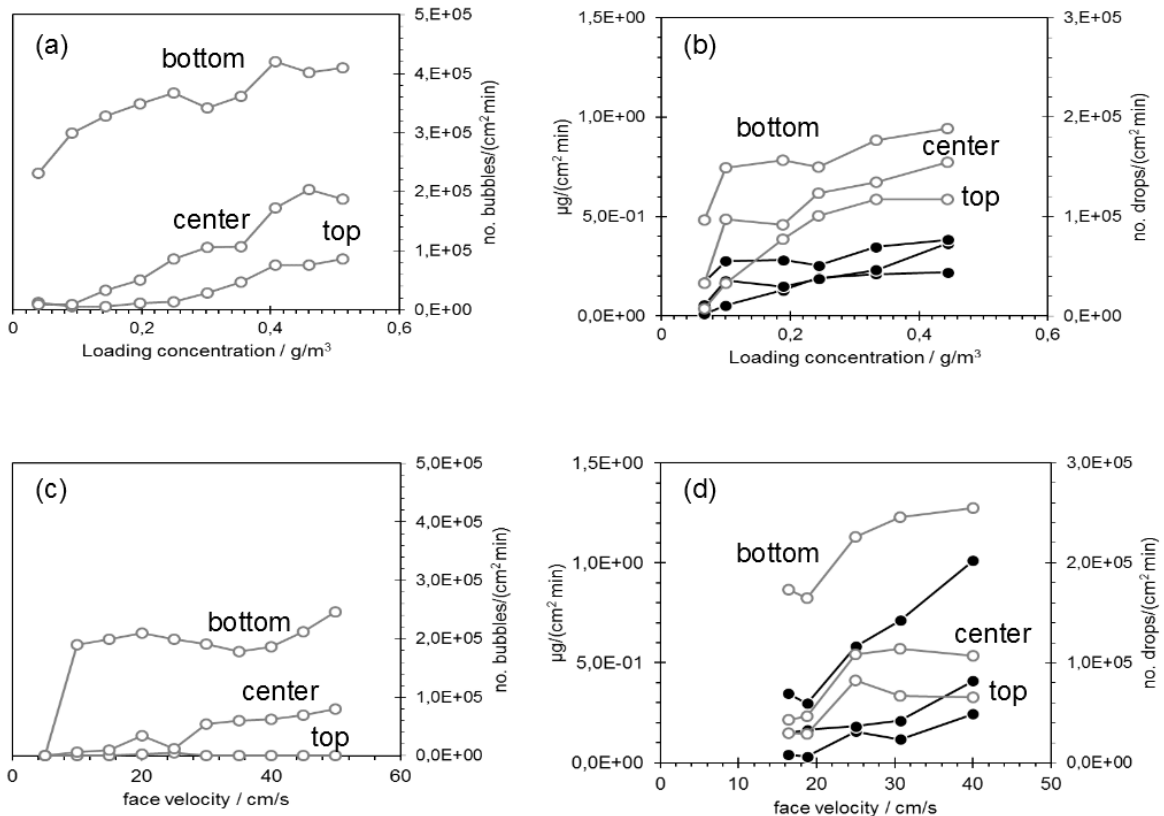 (a)
bottom
center
top
5,E+05
4,E+05
3,E+05
2,E+05
1,E+05
0,E+00
no. bubbles/(cm² min)
0
0,2
0,4
0,6
Loading concentration / g/m³
(b)
bottom
center
top
1,5E+00
1,0E+00
5,0E-01
0,0E+00
µg/(cm² min)
3,E+05
2,E+05
1,E+05
0,E+00
no. drops/(cm² min)
0
0,2
0,4
0,6
Loading concentration / g/m³
(c)
bottom
center
top
5,0E+05
4,0E+05
3,0E+05
2,0E+05
1,0E+05
0,0E+00
no. bubbles/(cm² min)
0
20
40
60
face velocity / cm/s
(d)
bottom
center
top
1,5E+00
1,0E+00
5,0E-01
0,0E+00
µg/(cm² min)
3,0E+05
2,0E+05
1,0E+05
0,0E+00
no. drops/(cm² min)
0
10
20
30
40
50
face velocity / cm/s